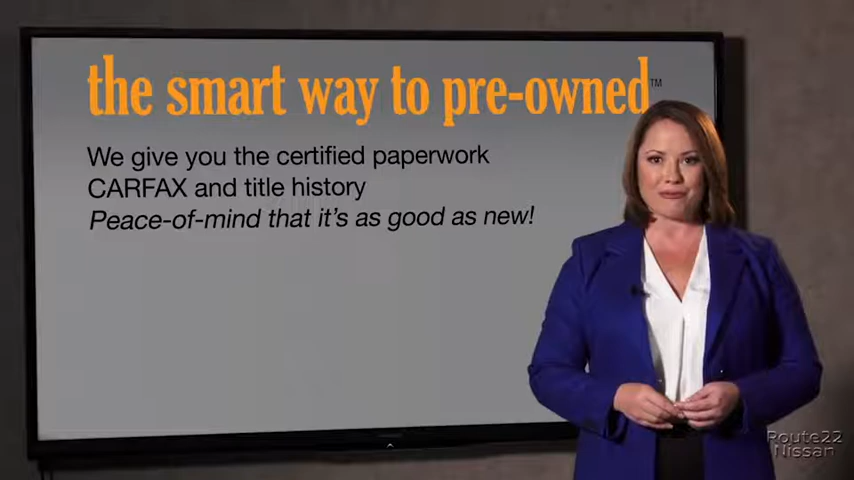 the smart way to pre-owned™
We give you the certified paperwork
CARFAX and title history
Peace-of-mind that it's as good as new!
Route22
Nissan